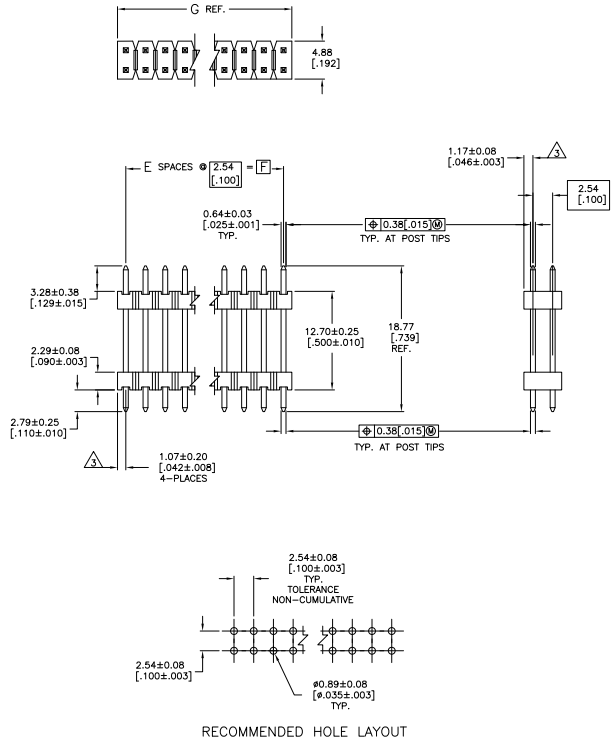 G REF.
4.88
[.192]
1.17±0.08
[.046±.003]
3
E SPACES @ 2.54 = F
[.100]
2.54
[.100]
0.64±0.03
[.025±.001]
TYP.
⌖ 0.38[.015]Ⓜ
TYP. AT POST TIPS
3.28±0.38
[.129±.015]
12.70±0.25
[.500±.010]
18.77
[.739]
REF.
2.29±0.08
[.090±.003]
2.79±0.25
[.110±.010]
⌖ 0.38[.015]Ⓜ
TYP. AT POST TIPS
3
1.07±0.20
[.042±.008]
4-PLACES
2.54±0.08
[.100±.003]
TYP.
TOLERANCE
NON-CUMULATIVE
2.54±0.08
[.100±.003]
ø0.89±0.08
[ø.035±.003]
TYP.
RECOMMENDED HOLE LAYOUT